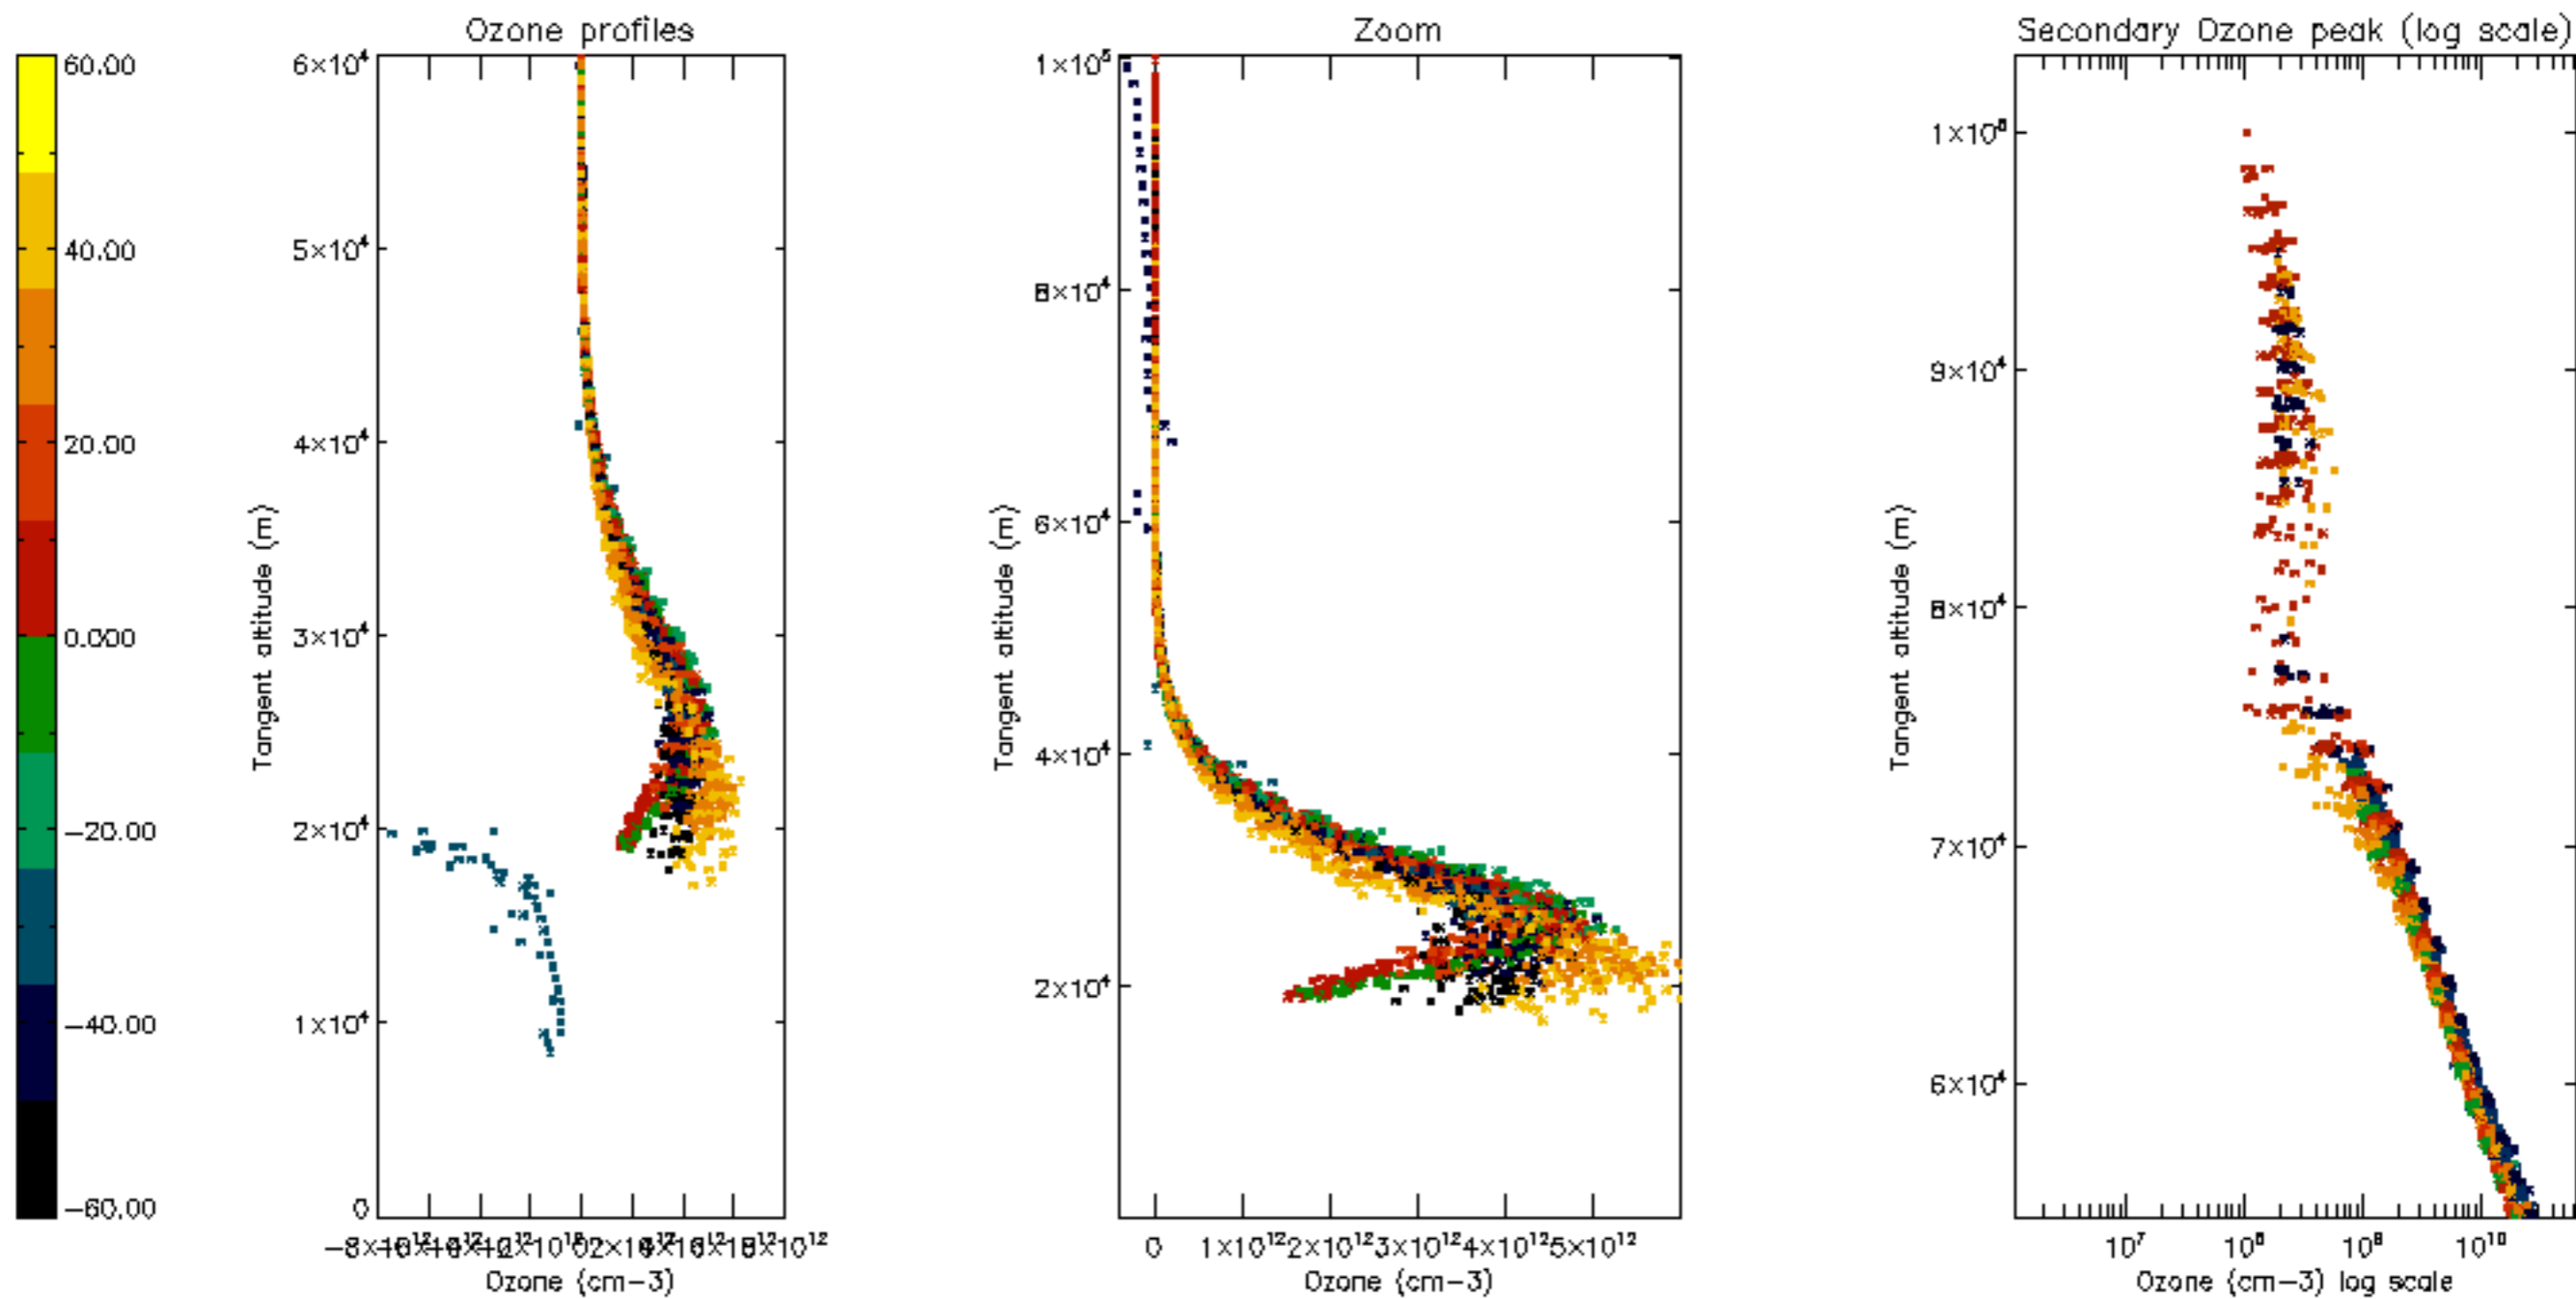 Ozone profiles
Zoom
Secondary Ozone peak (log scale)
60.00
40.00
20.00
0.000
−20.00
−40.00
−60.00
Tangent altitude (m)
6×10⁴
5×10⁴
4×10⁴
3×10⁴
2×10⁴
1×10⁴
0
Ozone (cm−3)
Tangent altitude (m)
1×10⁵
8×10⁴
6×10⁴
4×10⁴
2×10⁴
0 1×10¹² 2×10¹² 3×10¹² 4×10¹² 5×10¹²
Ozone (cm−3)
Tangent altitude (m)
9×10⁴
8×10⁴
7×10⁴
6×10⁴
10⁷ 10⁸ 10⁹ 10¹⁰
Ozone (cm−3) log scale